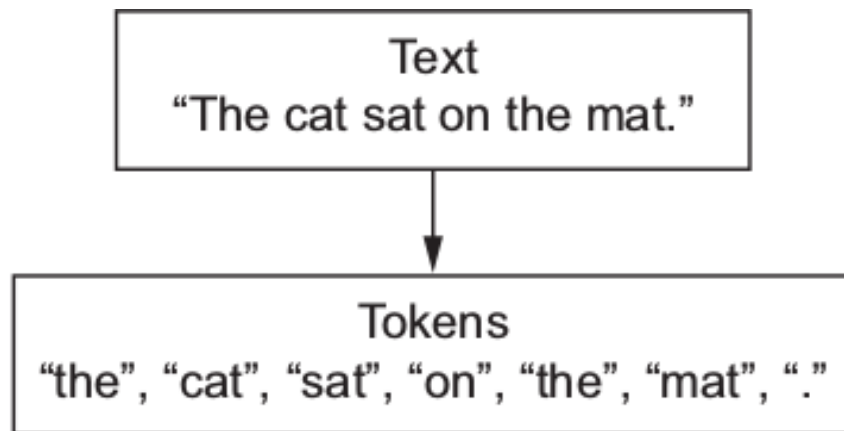 Text
“The cat sat on the mat.”
Tokens
“the”, “cat”, “sat”, “on”, “the”, “mat”, “.”